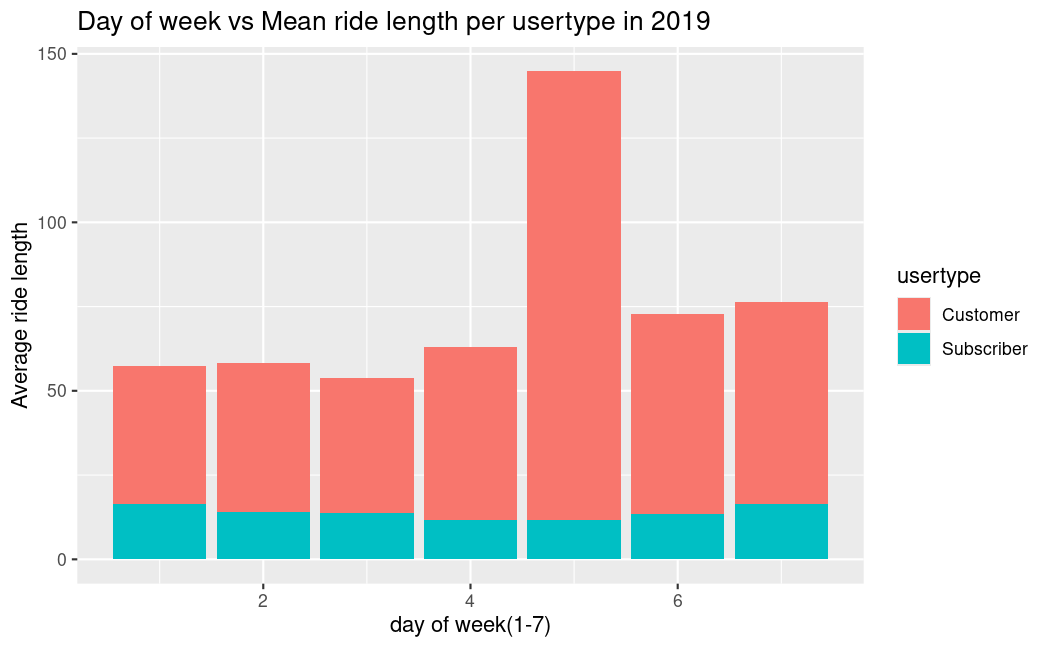 Day of week vs Mean ride length per usertype in 2019
150
100
50
0
Average ride length
2
4
6
day of week(1-7)
usertype
Customer
Subscriber